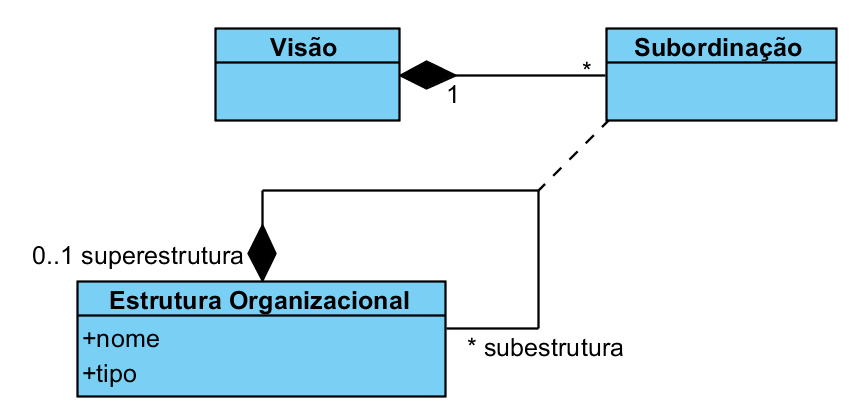 Visão
Subordinação
1
*
0..1 superestrutura
Estrutura Organizacional
+nome
+tipo
* subestrutura